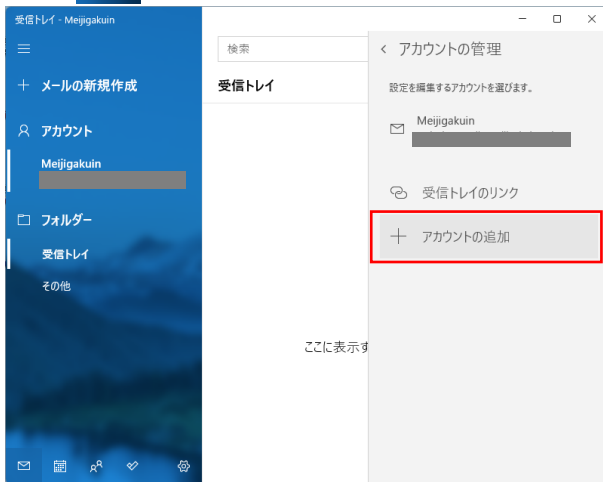 受信トレイ - Meijigakuin
メールの新規作成
アカウント
Meijigakuin
フォルダー
受信トレイ
その他
検索
受信トレイ
ここに表示す
アカウントの管理
設定を編集するアカウントを選びます。
Meijigakuin
受信トレイのリンク
アカウントの追加